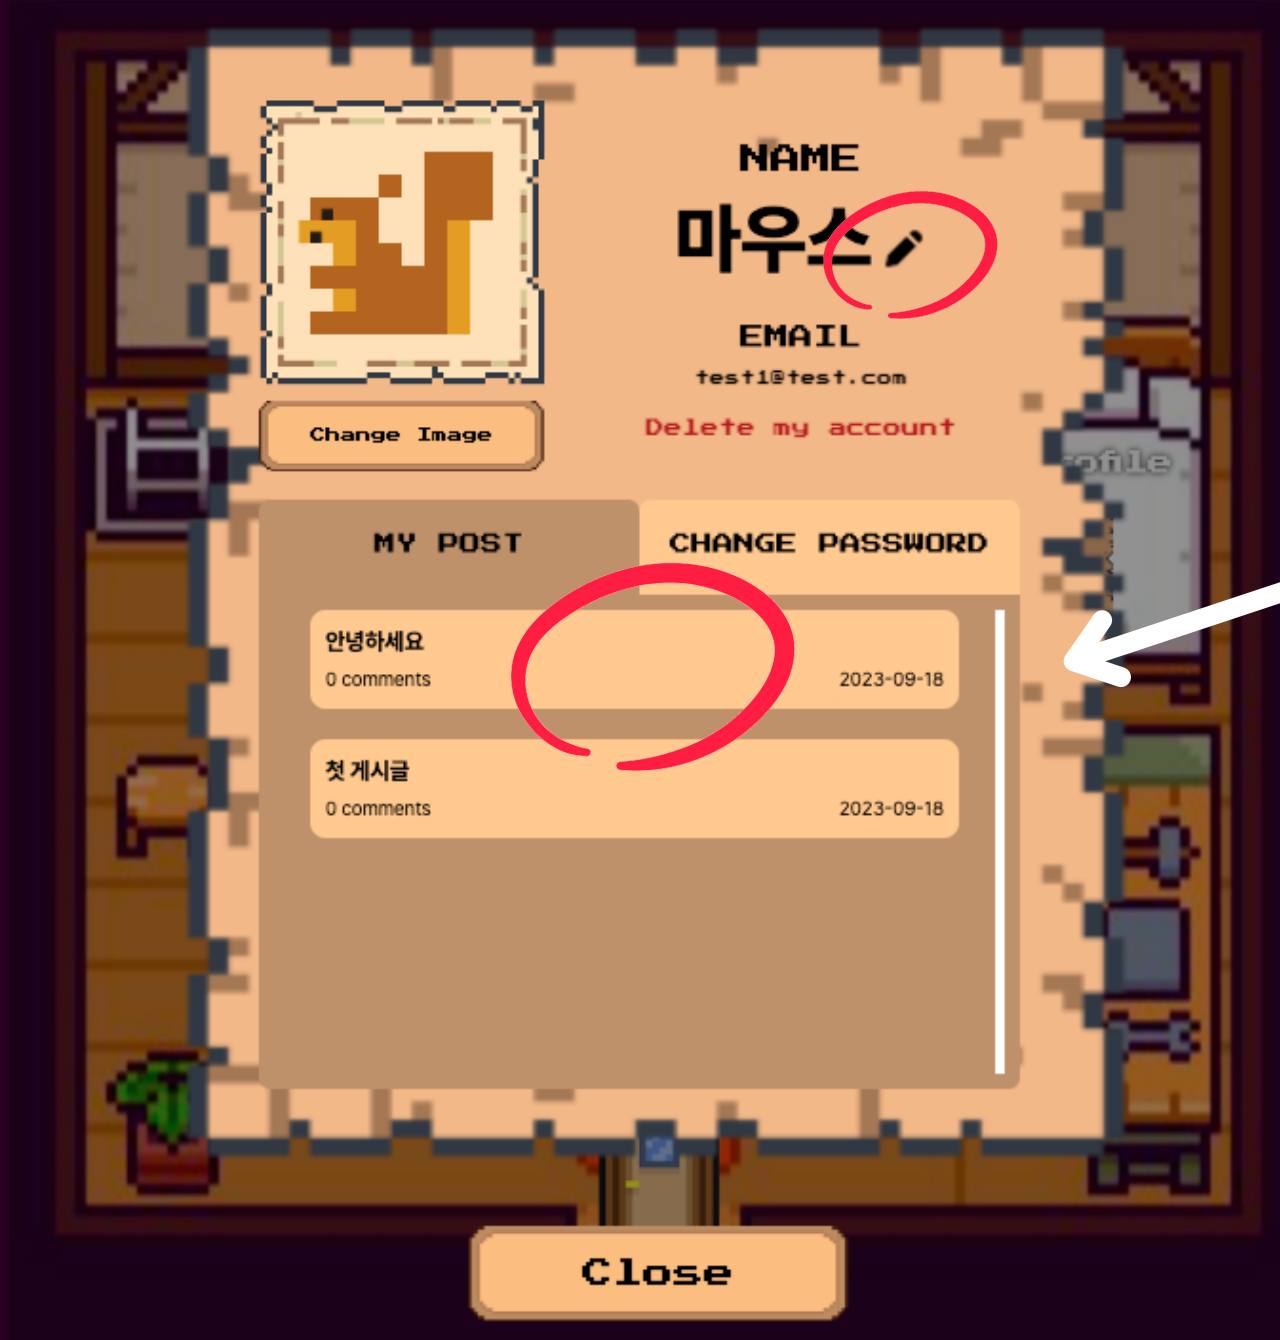 NAME
마우스
EMAIL
test1@test.com
Change Image
Delete my account
rofile
MY POST
CHANGE PASSWORD
안녕하세요
0 comments
2023-09-18
첫 게시글
0 comments
2023-09-18
Close